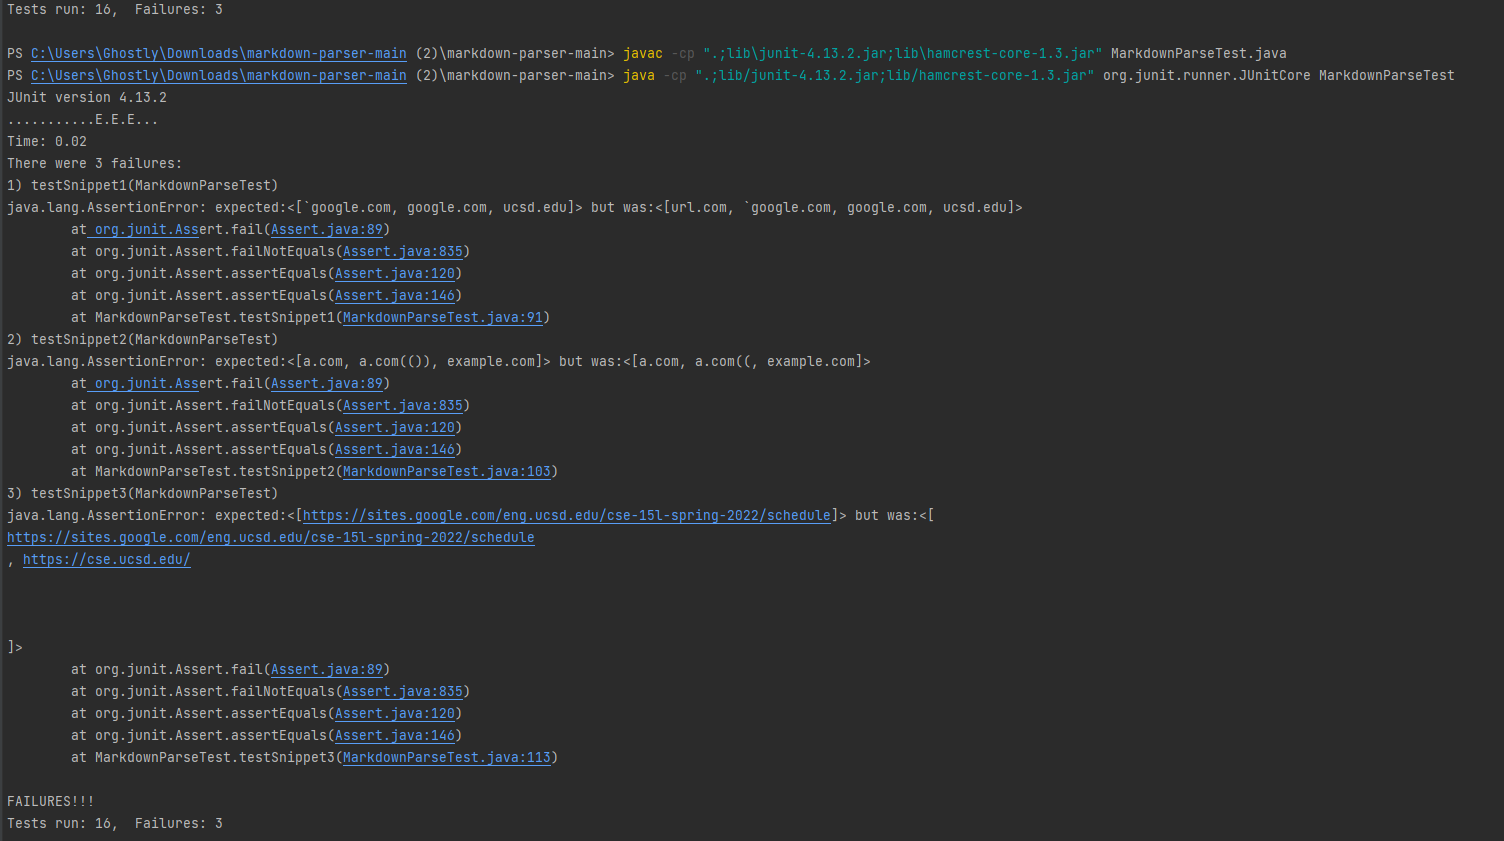 Tests run: 16,  Failures: 3
PS C:\Users\Ghostly\Downloads\markdown-parser-main (2)\markdown-parser-main> javac -cp ".;lib\junit-4.13.2.jar;lib\hamcrest-core-1.3.jar" MarkdownParseTest.java
PS C:\Users\Ghostly\Downloads\markdown-parser-main (2)\markdown-parser-main> java -cp ".;lib/junit-4.13.2.jar;lib/hamcrest-core-1.3.jar" org.junit.runner.JUnitCore MarkdownParseTest
JUnit version 4.13.2
...........E.E.E...
Time: 0.02
There were 3 failures:
1) testSnippet1(MarkdownParseTest)
java.lang.AssertionError: expected:<[`google.com, google.com, ucsd.edu]> but was:<[url.com, `google.com, google.com, ucsd.edu]>
at org.junit.Assert.fail(Assert.java:89)
at org.junit.Assert.failNotEquals(Assert.java:835)
at org.junit.Assert.assertEquals(Assert.java:120)
at org.junit.Assert.assertEquals(Assert.java:146)
at MarkdownParseTest.testSnippet1(MarkdownParseTest.java:91)
2) testSnippet2(MarkdownParseTest)
java.lang.AssertionError: expected:<[a.com, a.com(()), example.com]> but was:<[a.com, a.com((, example.com]>
at org.junit.Assert.fail(Assert.java:89)
at org.junit.Assert.failNotEquals(Assert.java:835)
at org.junit.Assert.assertEquals(Assert.java:120)
at org.junit.Assert.assertEquals(Assert.java:146)
at MarkdownParseTest.testSnippet2(MarkdownParseTest.java:103)
3) testSnippet3(MarkdownParseTest)
java.lang.AssertionError: expected:<[https://sites.google.com/eng.ucsd.edu/cse-15l-spring-2022/schedule]> but was:<[
https://sites.google.com/eng.ucsd.edu/cse-15l-spring-2022/schedule
, https://cse.ucsd.edu/
]>
at org.junit.Assert.fail(Assert.java:89)
at org.junit.Assert.failNotEquals(Assert.java:835)
at org.junit.Assert.assertEquals(Assert.java:120)
at org.junit.Assert.assertEquals(Assert.java:146)
at MarkdownParseTest.testSnippet3(MarkdownParseTest.java:113)
FAILURES!!!
Tests run: 16,  Failures: 3